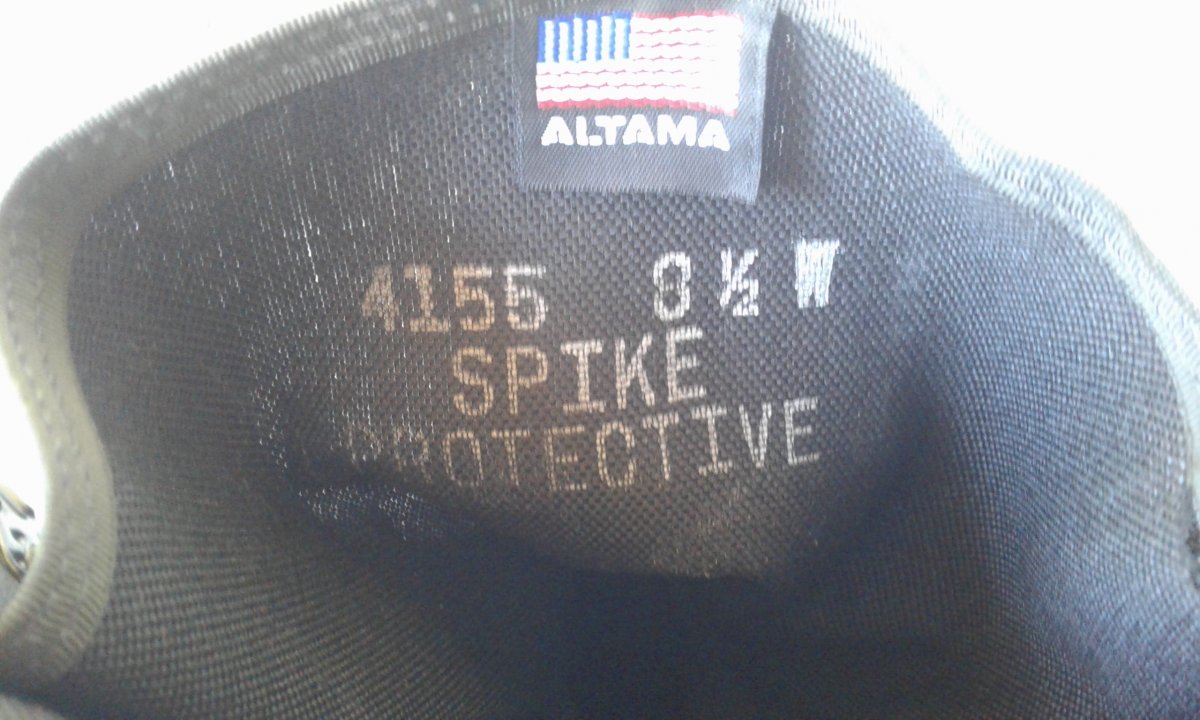 ALTAMA
4155 8½ W
SPIKE
PROTECTIVE